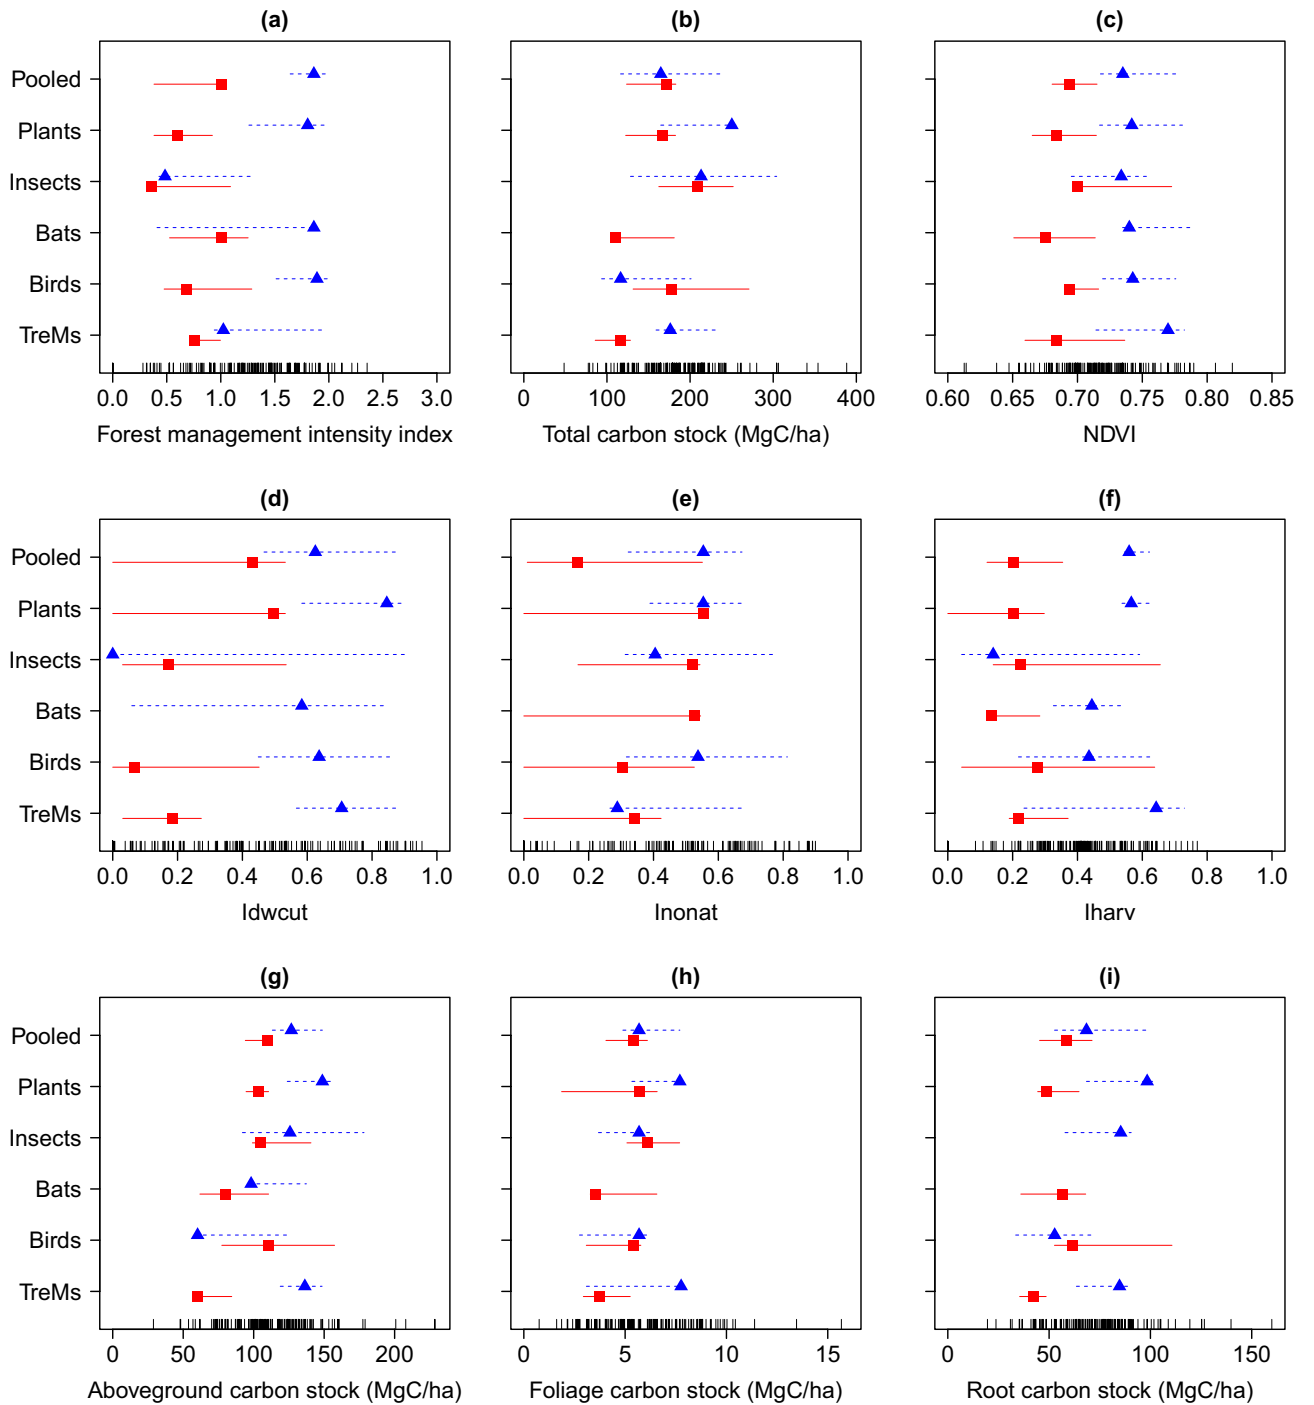 (a) (b) (c)
Pooled
Plants
Insects
Bats
Birds
TreMs
0.0 0.5 1.0 1.5 2.0 2.5 3.0 0 100 200 300 400 0.60 0.65 0.70 0.75 0.80 0.85
Forest management intensity index Total carbon stock (MgC/ha) NDVI
(d) (e) (f)
Pooled
Plants
Insects
Bats
Birds
TreMs
0.0 0.2 0.4 0.6 0.8 1.0 0.0 0.2 0.4 0.6 0.8 1.0 0.0 0.2 0.4 0.6 0.8 1.0
Idwcut Inonat Iharv
(g) (h) (i)
Pooled
Plants
Insects
Bats
Birds
TreMs
0 50 100 150 200 0 5 10 15 0 50 100 150
Aboveground carbon stock (MgC/ha) Foliage carbon stock (MgC/ha) Root carbon stock (MgC/ha)